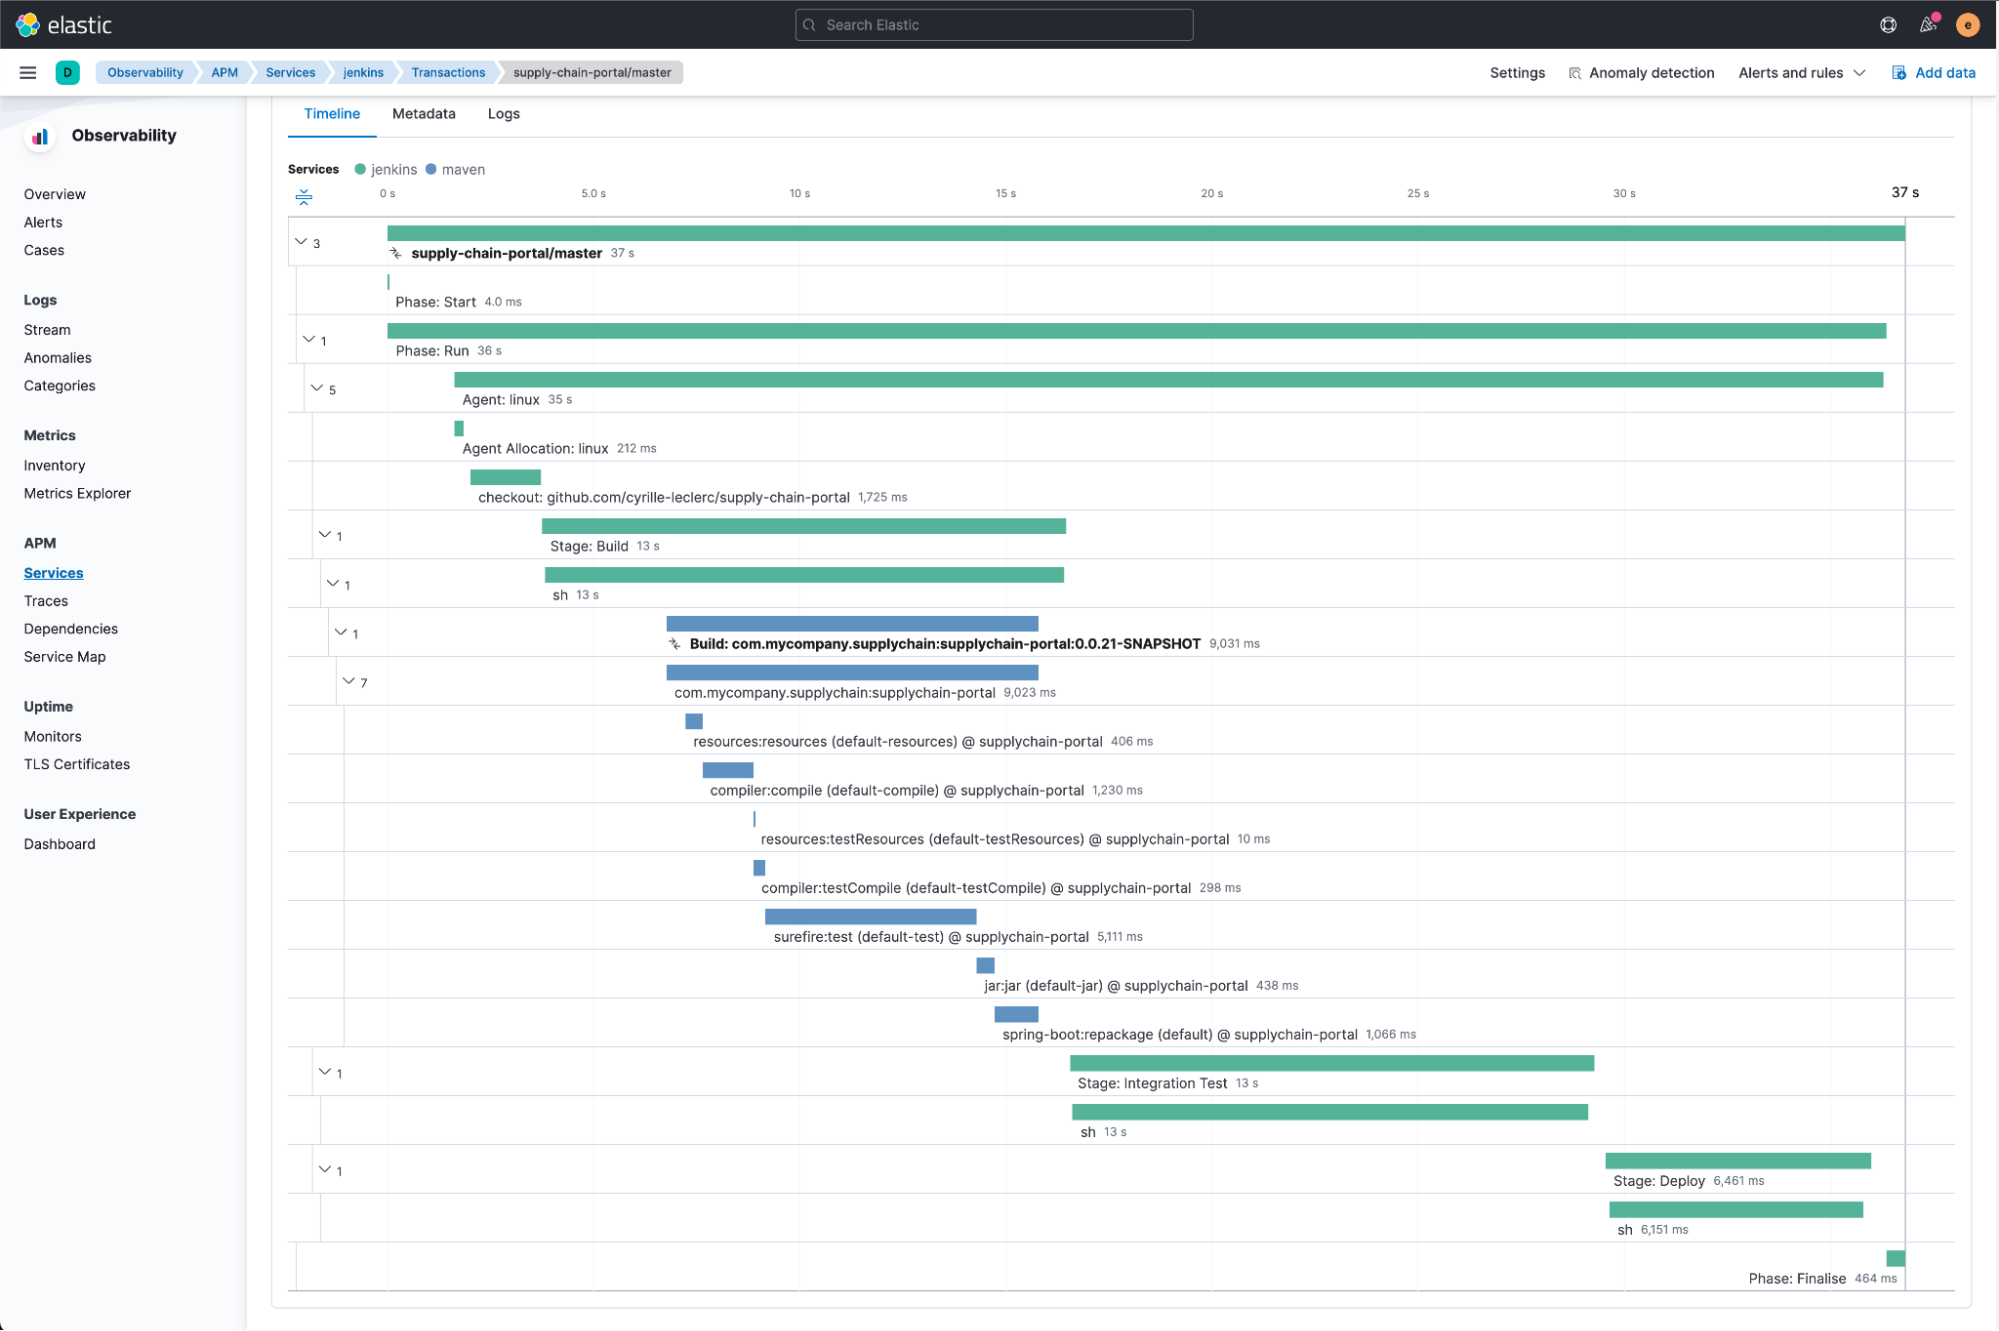 elastic
Search Elastic
e
D
Observability
APM
Services
jenkins
Transactions
supply-chain-portal/master
Settings
Anomaly detection
Alerts and rules
Add data
Observability
Overview
Alerts
Cases
Logs
Stream
Anomalies
Categories
Metrics
Inventory
Metrics Explorer
APM
Services
Traces
Dependencies
Service Map
Uptime
Monitors
TLS Certificates
User Experience
Dashboard
Timeline Metadata Logs
Services jenkins maven
0 s 5.0 s 10 s 15 s 20 s 25 s 30 s 37 s
3
supply-chain-portal/master 37 s
Phase: Start 4.0 ms
1
Phase: Run 36 s
5
Agent: linux 35 s
Agent Allocation: linux 212 ms
checkout: github.com/cyrille-leclerc/supply-chain-portal 1,725 ms
1
Stage: Build 13 s
1
sh 13 s
1
Build: com.mycompany.supplychain:supplychain-portal:0.0.21-SNAPSHOT 9,031 ms
7
com.mycompany.supplychain:supplychain-portal 9,023 ms
resources:resources (default-resources) @ supplychain-portal 406 ms
compiler:compile (default-compile) @ supplychain-portal 1,230 ms
resources:testResources (default-testResources) @ supplychain-portal 10 ms
compiler:testCompile (default-testCompile) @ supplychain-portal 298 ms
surefire:test (default-test) @ supplychain-portal 5,111 ms
jar:jar (default-jar) @ supplychain-portal 438 ms
spring-boot:repackage (default) @ supplychain-portal 1,066 ms
1
Stage: Integration Test 13 s
sh 13 s
1
Stage: Deploy 6,461 ms
sh 6,151 ms
Phase: Finalise 464 ms